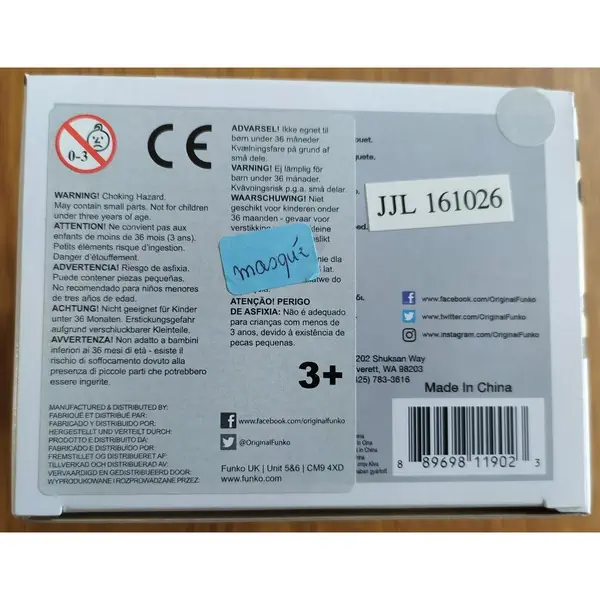 0-3
CE
WARNING! Choking Hazard.
May contain small parts. Not for children
under three years of age.
ATTENTION! Ne convient pas aux
enfants de moins de 36 mois (3 ans).
Petits éléments risque d'ingestion.
Danger d'étouffement.
ADVERTENCIA! Riesgo de asfixia.
Puede contener piezas pequeñas.
No recomendado para niños menores
de tres años de edad.
ACHTUNG! Nicht geeignet für Kinder
unter 36 Monaten. Erstickungsgefahr
aufgrund verschluckbarer Kleinteile.
AVVERTENZA! Non adatto a bambini
inferiori ai 36 mesi di età - esiste il
rischio di soffocamento dovuto alla
presenza di piccole parti che potrebbero
essere ingerite.
MANUFACTURED & DISTRIBUTED BY:
FABRIQUÉ ET DISTRIBUÉ PAR:
FABRICADO Y DISTRIBUIDO POR:
HERGESTELLT UND VERTEILT DURCH:
PRODOTTO E DISTRIBUITO DA:
FABRICADO E DISTRIBUÍDO POR:
FREMSTILLET OG DISTRIBUERET AF:
TILLVERKAD OCH DISTRIBUERAD AV:
VERVAARDIGD EN GEDISTRIBUEERD DOOR:
WYPRODUKOWANE I ROZPROWADZANE PRZEZ:
ADVARSEL! Ikke egnet til
børn under 36 måneder
Kvælningsfare på grund af
små dele.
VARNING! Ej lämplig för
barn under 36 månader.
Kvävningsrisk p.g.a. små delar.
WAARSCHUWING! Niet
geschikt voor kinderen onder
36 maanden - gevaar voor
verstikking
masqué
ATENÇÃO! PERIGO
DE ASFIXIA: Não é adequado
para crianças com menos de
3 anos, devido à existência de
pecas pequenas.
3+
www.facebook.com/originalfunko
@OriginalFunko
Funko UK | Unit 5&6 | CM9 4XD
www.funko.com
JJL 161026
www.facebook.com/OriginalFunko
www.twitter.com/OriginalFunko
www.instagram.com/OriginalFunko
202 Shuksan Way
WA 98203
783-3616
Made In China
8 89698 11902 3